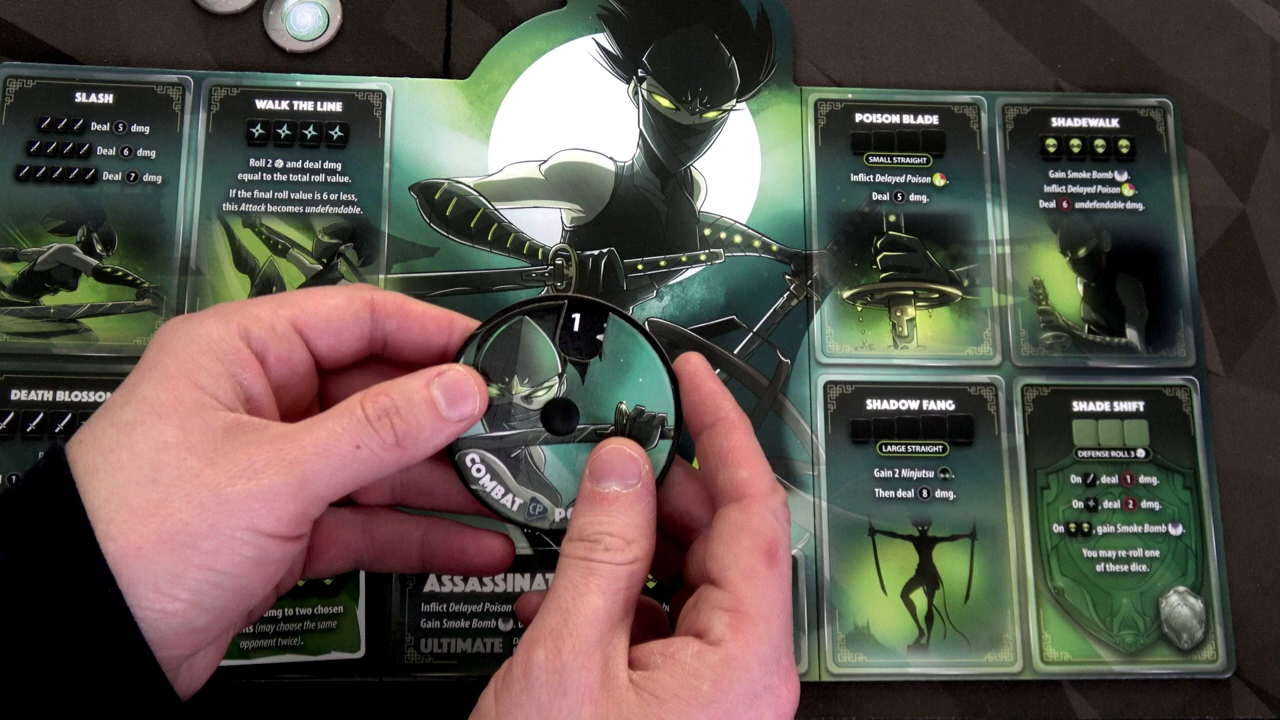 SLASH
Deal 5 dmg
Deal 6 dmg
Deal 7 dmg
WALK THE LINE
Roll 2 and deal dmg
equal to the total roll value.
If the final roll value is 6 or less,
this Attack becomes undefendable.
POISON BLADE
SMALL STRAIGHT
Inflict Delayed Poison.
Deal 5 dmg.
SHADEWALK
Gain Smoke Bomb.
Inflict Delayed Poison.
Deal 6 undefendable dmg.
1
COMBAT CP
DEATH BLOSSOM
SHADOW FANG
LARGE STRAIGHT
Gain 2 Ninjutsu.
Then deal 8 dmg.
SHADE SHIFT
DEFENSE ROLL 3
On, deal 1 dmg.
On, deal 2 dmg.
On, gain Smoke Bomb.
You may re-roll one
of these dice.
dmg to two chosen
(may choose the same
opponent twice).
Inflict Delayed Poison
Gain Smoke Bomb.
ULTIMATE